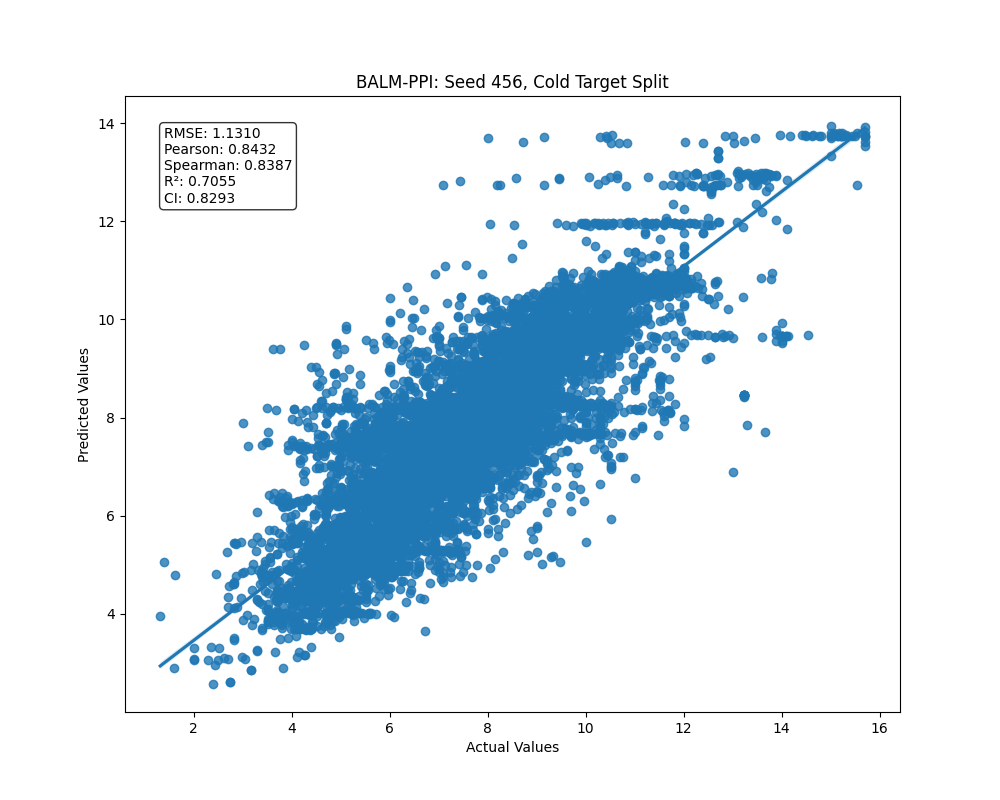 BALM-PPI: Seed 456, Cold Target Split
RMSE: 1.1310
Pearson: 0.8432
Spearman: 0.8387
R²: 0.7055
CI: 0.8293
14
12
10
8
6
4
Predicted Values
2 4 6 8 10 12 14 16
Actual Values